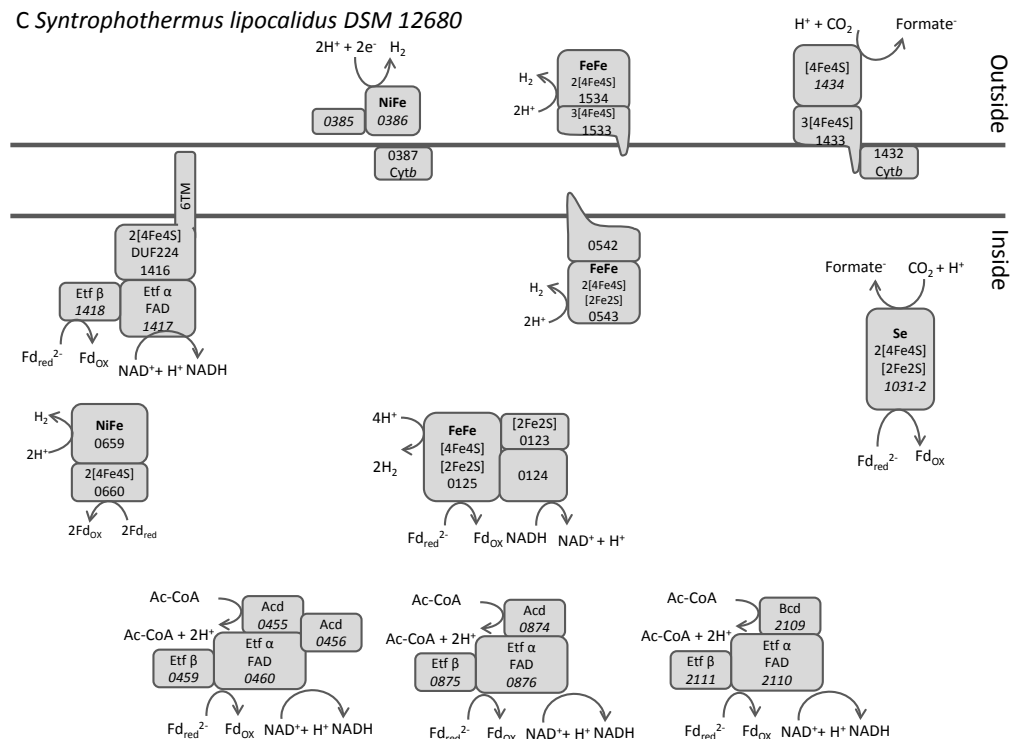 C Syntrophothermus lipocalidus DSM 12680
2H⁺ + 2e⁻
H₂
NiFe
0386
0385
0387
Cytb
H₂
2H⁺
FeFe
2[4Fe4S]
1534
3[4Fe4S]
1533
H⁺ + CO₂
Formate⁻
[4Fe4S]
1434
3[4Fe4S]
1433
1432
Cytb
Outside
Inside
6TM
2[4Fe4S]
DUF224
1416
Etf β
1418
Etf α
FAD
1417
Fd_red²⁻
Fd_OX
NAD⁺ + H⁺
NADH
0542
FeFe
2[4Fe4S]
[2Fe2S]
0543
H₂
2H⁺
Formate⁻
CO₂ + H⁺
Se
2[4Fe4S]
[2Fe2S]
1031-2
Fd_red²⁻
Fd_OX
H₂
2H⁺
NiFe
0659
2[4Fe4S]
0660
2Fd_OX
2Fd_red
4H⁺
2H₂
FeFe
[4Fe4S]
[2Fe2S]
0125
[2Fe2S]
0123
0124
Fd_red²⁻
Fd_OX
NADH
NAD⁺ + H⁺
Ac-CoA
Ac-CoA + 2H⁺
Acd
0455
Acd
0456
Etf α
FAD
0460
Etf β
0459
Fd_red²⁻
Fd_OX
NAD⁺ + H⁺
NADH
Ac-CoA
Ac-CoA + 2H⁺
Acd
0874
Etf α
FAD
0876
Etf β
0875
Fd_red²⁻
Fd_OX
NAD⁺ + H⁺
NADH
Ac-CoA
Ac-CoA + 2H⁺
Bcd
2109
Etf α
FAD
2110
Etf β
2111
Fd_red²⁻
Fd_OX
NAD⁺ + H⁺
NADH